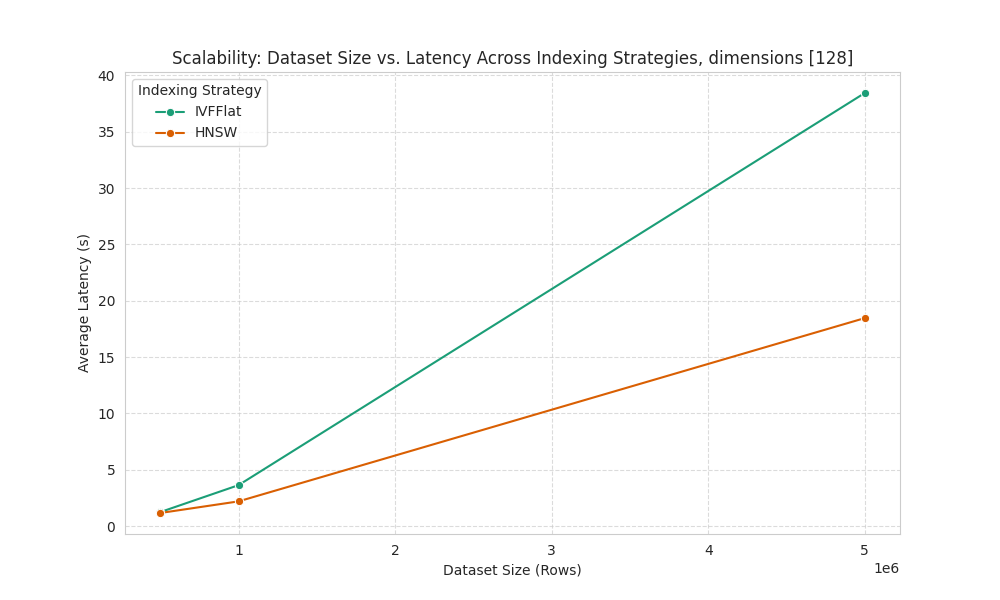 Scalability: Dataset Size vs. Latency Across Indexing Strategies, dimensions [128]
Indexing Strategy
IVFFlat
HNSW
Average Latency (s)
40
35
30
25
20
15
10
5
0
1
2
3
4
5
1e6
Dataset Size (Rows)